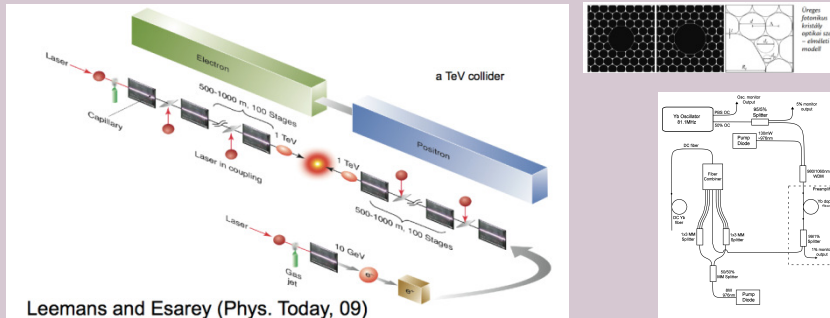 Laser
Electron
a TeV collider
Capillary
500-1000 m, 100 Stages
1 TeV
Laser in coupling
Positron
1 TeV
500-1000 m, 100 Stages
Laser
Gas
jet
10 GeV
e⁻
Leemans and Esarey (Phys. Today, 09)
Üreges
fotonikus
kristály
optikai
– elméleti
modell
Osc. monitor
Output
5% monitor
output
Yb Oscillator
81.1MHz
50% OC
95/5%
Splitter
Pump
Diode
DC fiber
Fiber
Combiner
WDM
DC Yb
fiber
1x3 MM
Splitter
1x3 MM
Splitter
99/1%
Splitter
output
50/50%
MM Splitter
976nm
Pump
Diode